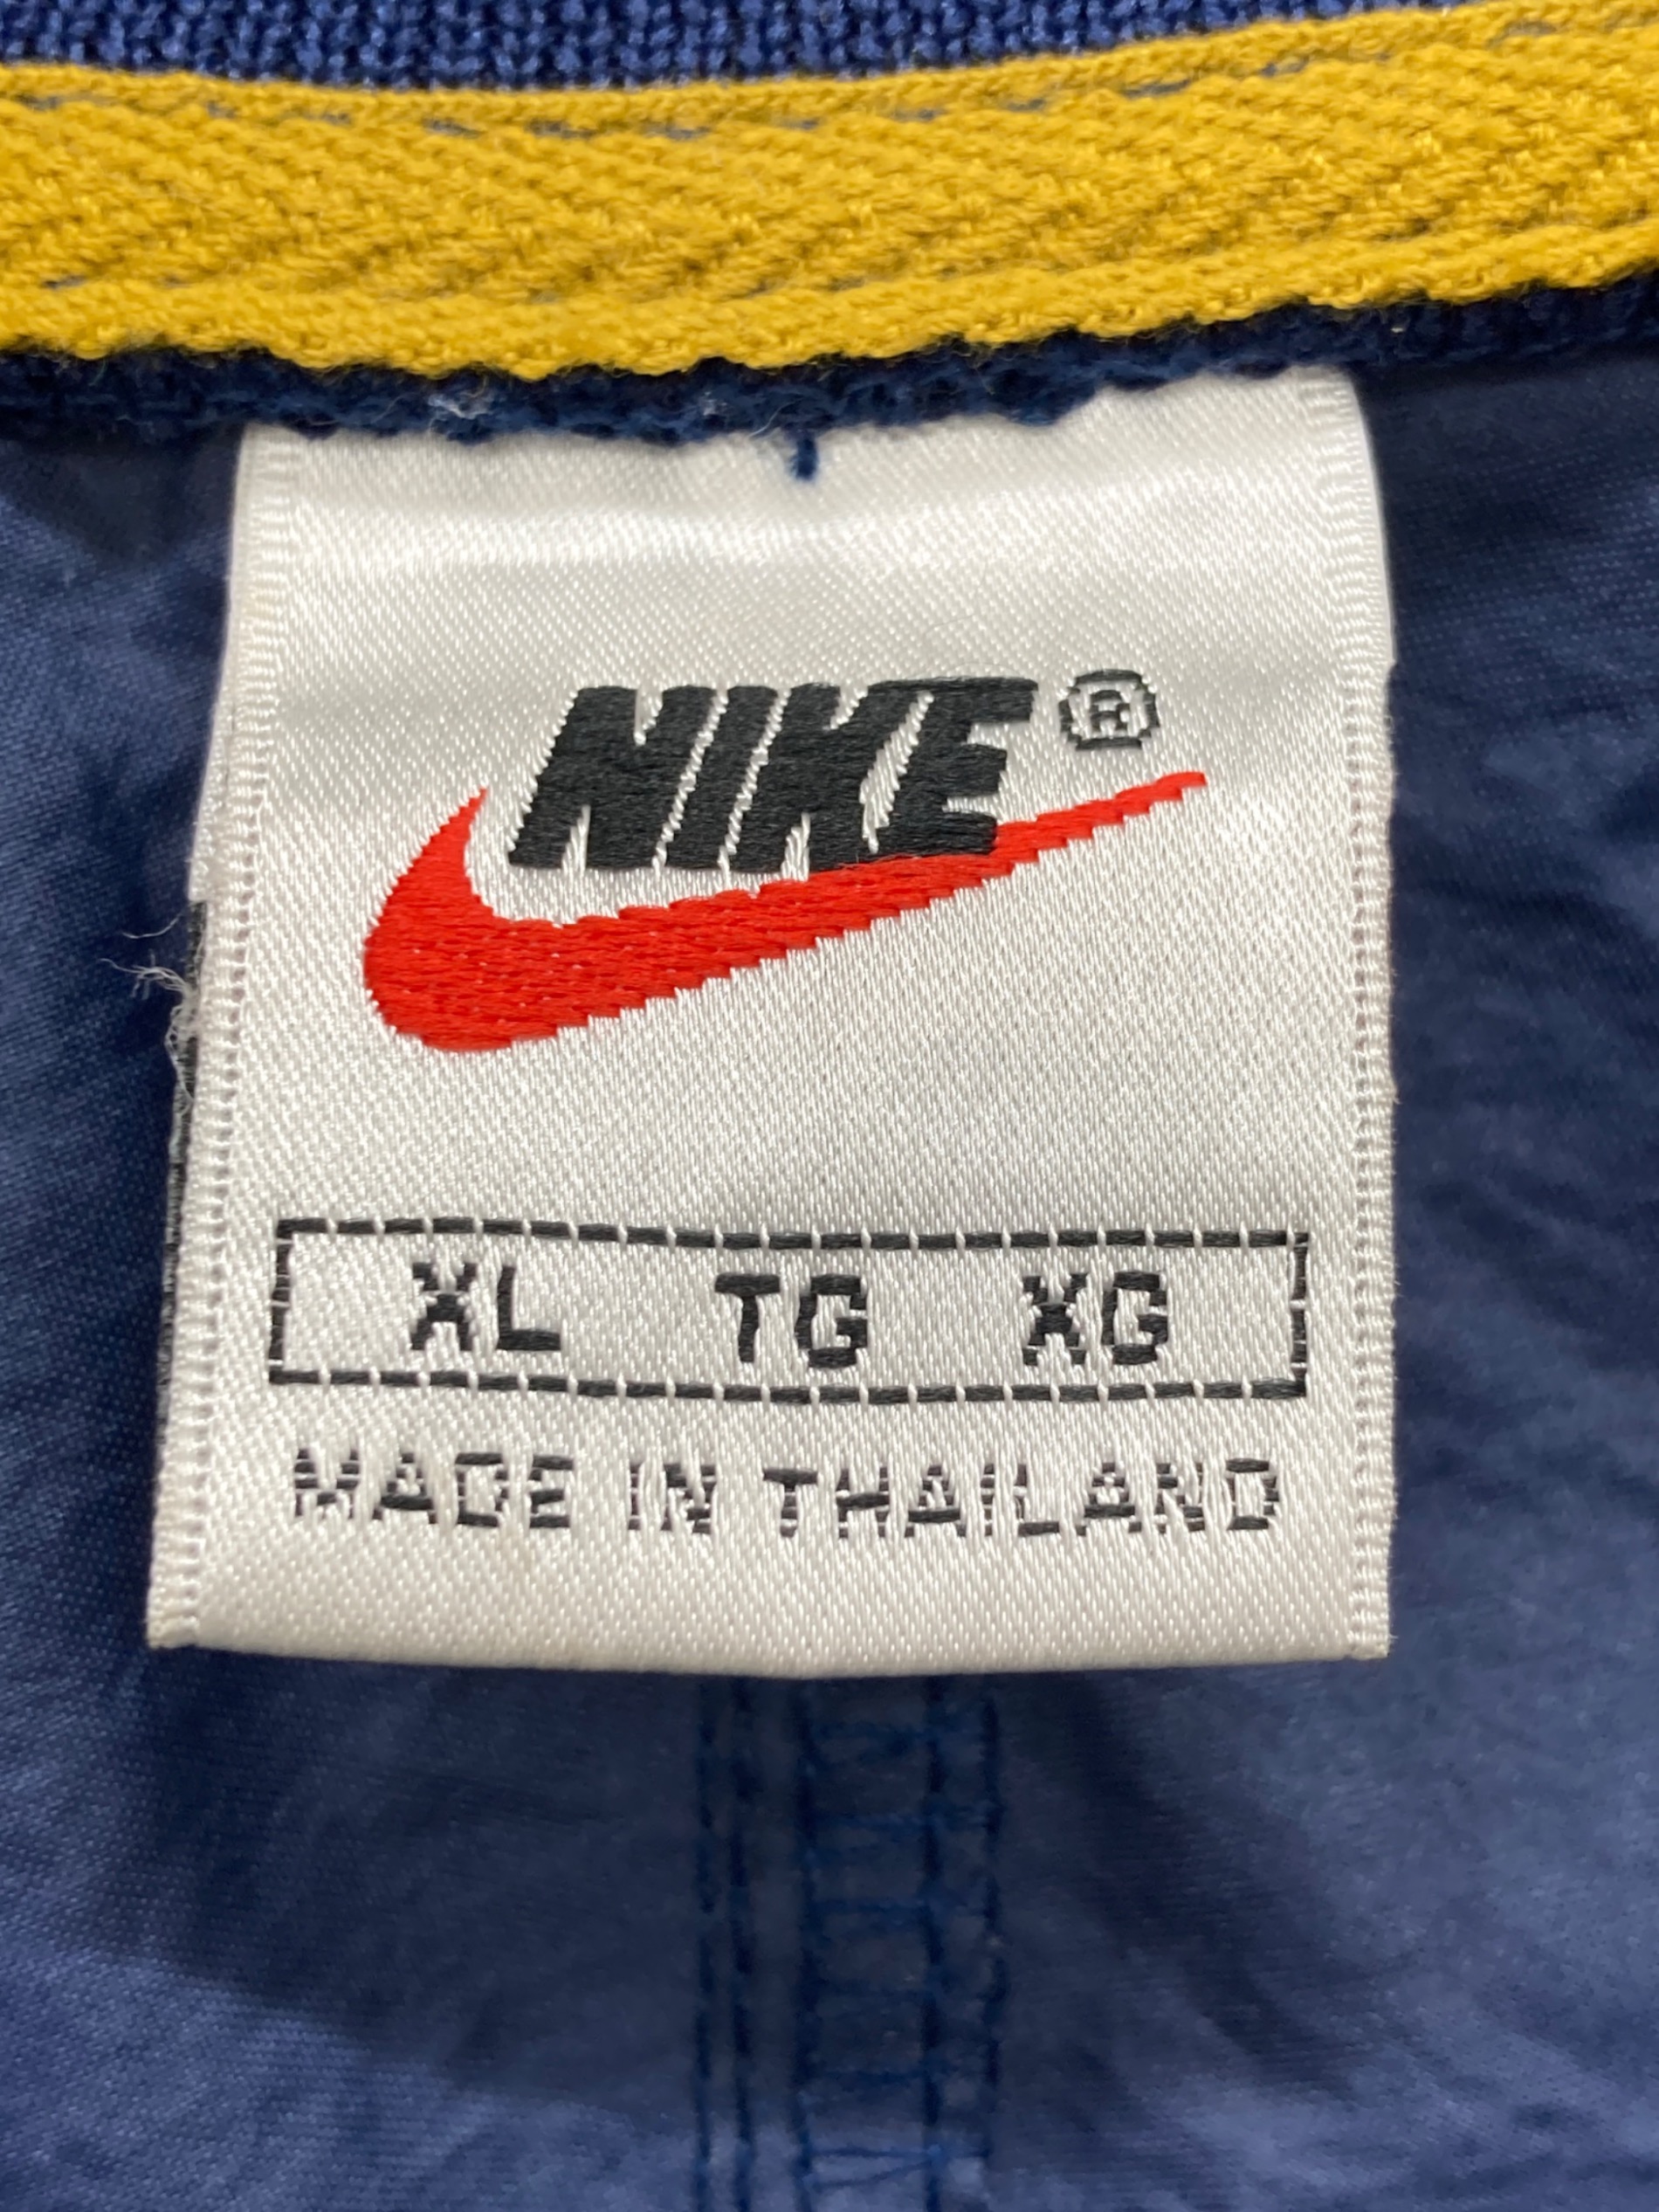 NIKE®
XL TG XG
MADE IN THAILAND